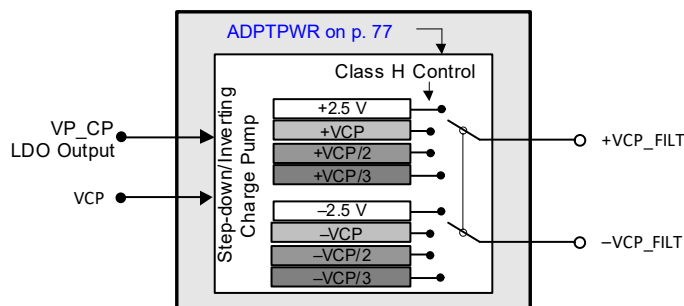 ADPTPWR on p. 77
Class H Control
VP_CP
LDO Output
VCP
Step-down/Inverting
Charge Pump
+2.5 V
+VCP
+VCP/2
+VCP/3
–2.5 V
–VCP
–VCP/2
–VCP/3
+VCP_FILT
–VCP_FILT